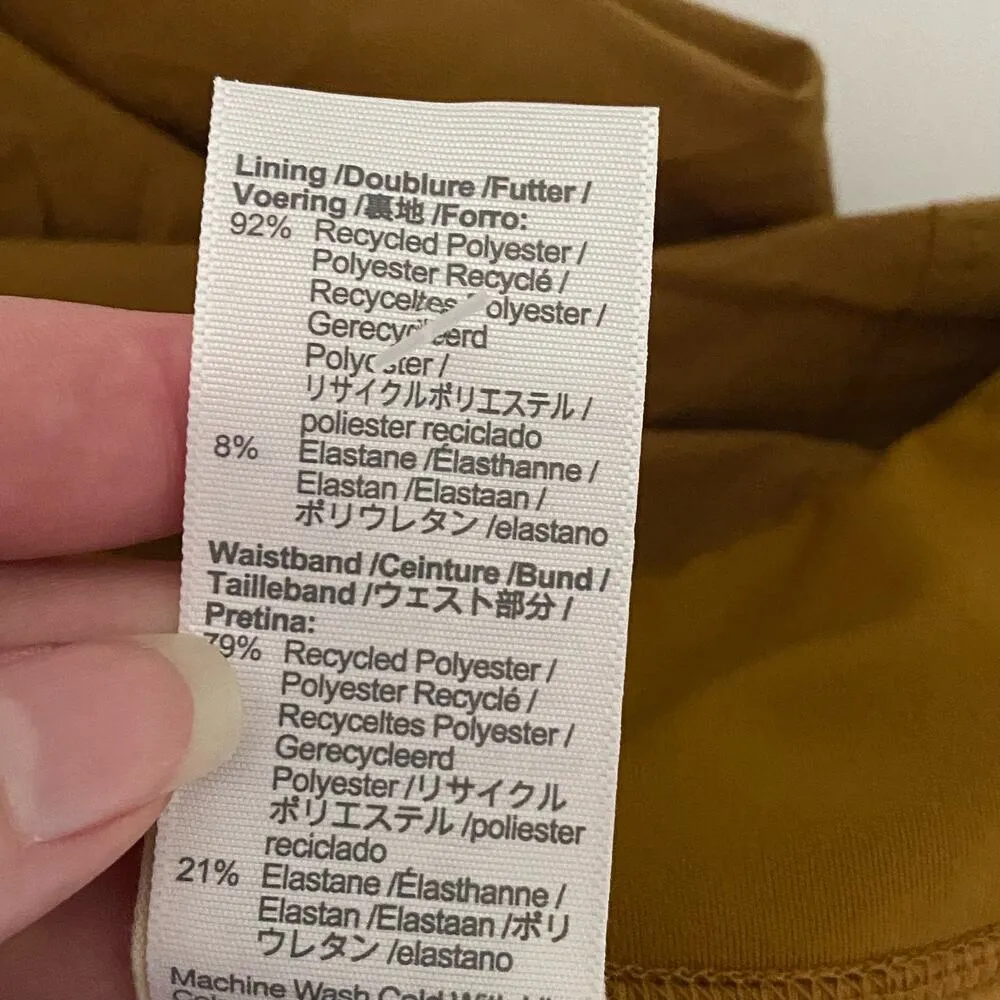 Lining /Doublure /Futter /
Voering /裏地 /Forro:
92% Recycled Polyester /
Polyester Recyclé /
Recyceltes Polyester /
Gerecycleerd
Polyester /
リサイクルポリエステル /
poliester reciclado
8% Elastane /Élasthanne /
Elastan /Elastaan /
ポリウレタン /elastano
Waistband /Ceinture /Bund /
Tailleband /ウェスト部分 /
Pretina:
79% Recycled Polyester /
Polyester Recyclé /
Recyceltes Polyester /
Gerecycleerd
Polyester /リサイクル
ポリエステル /poliester
reciclado
21% Elastane /Élasthanne /
Elastan /Elastaan /ポリ
ウレタン /elastano
Machine Wash Cold With